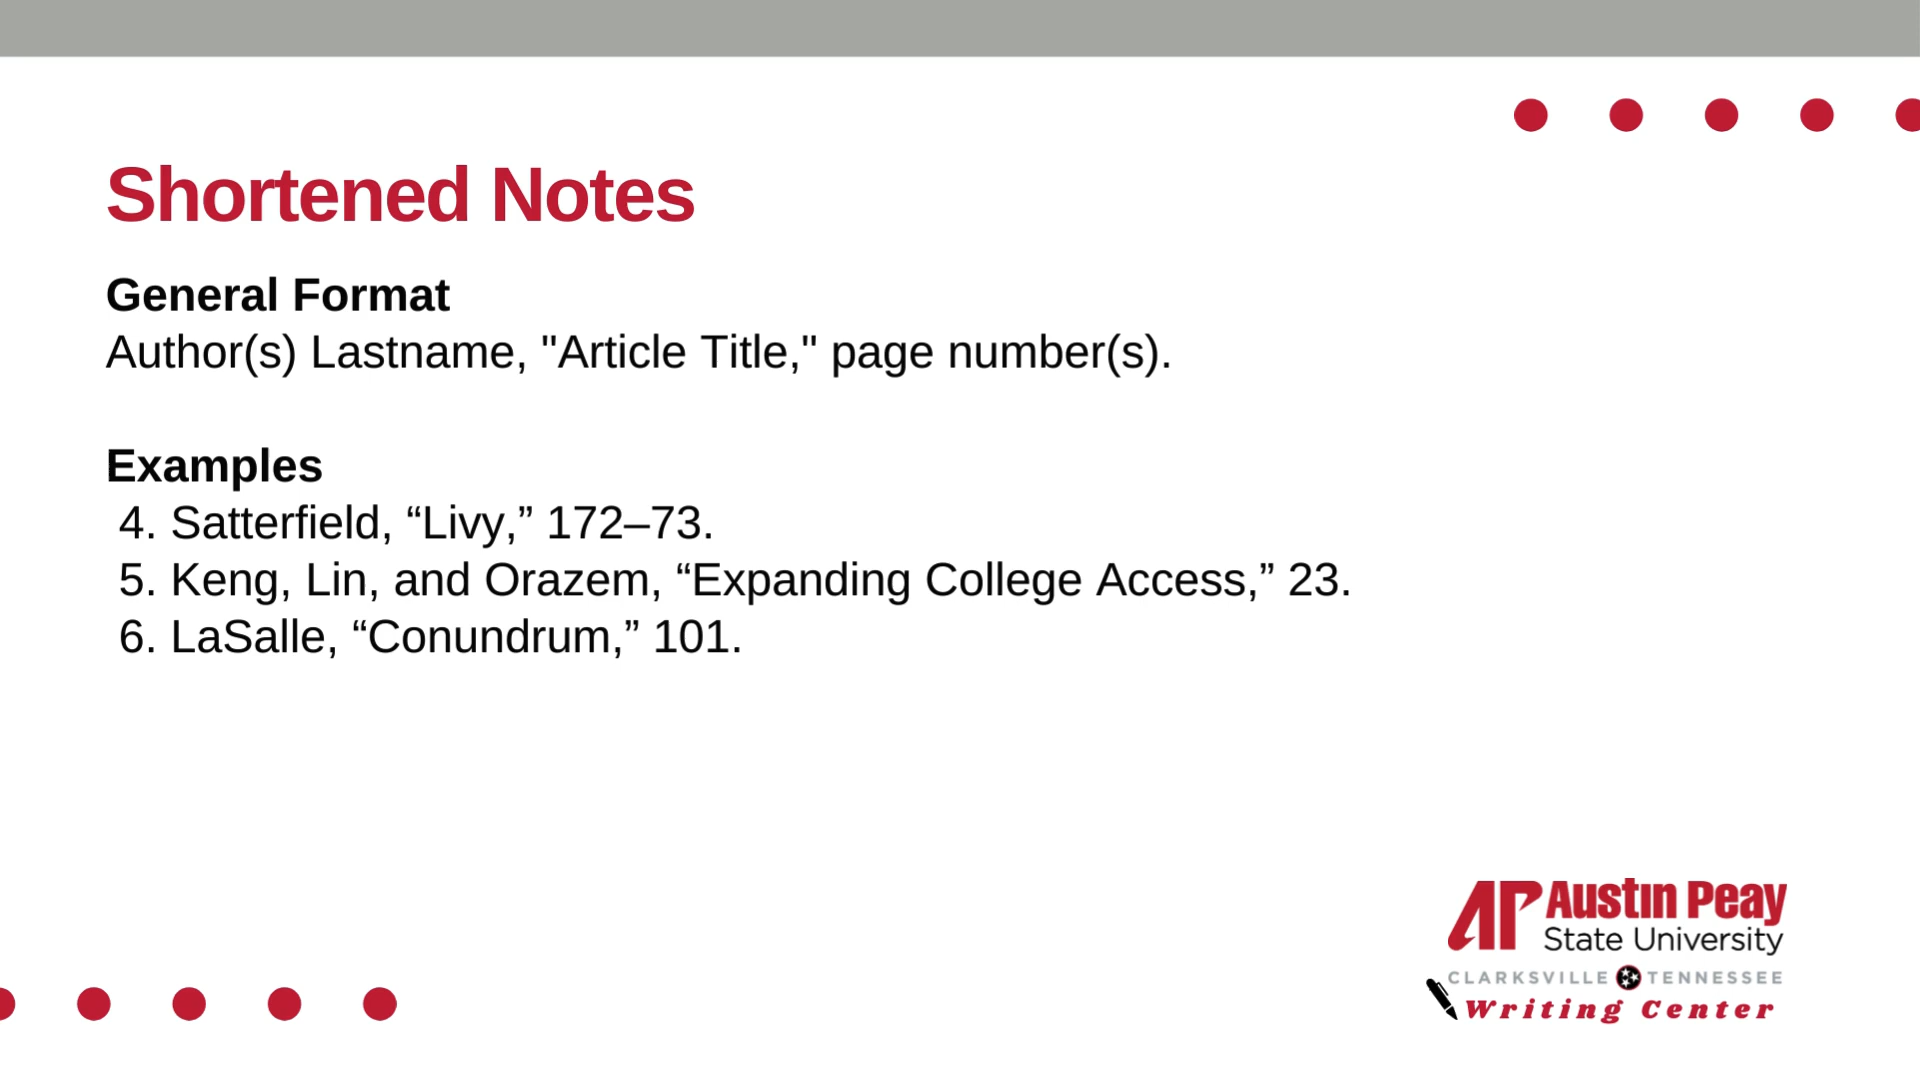 Shortened Notes
General Format
Author(s) Lastname, "Article Title," page number(s).
Examples
4. Satterfield, “Livy,” 172–73.
5. Keng, Lin, and Orazem, “Expanding College Access,” 23.
6. LaSalle, “Conundrum,” 101.
AP Austin Peay
State University
CLARKSVILLE TENNESSEE
Writing Center